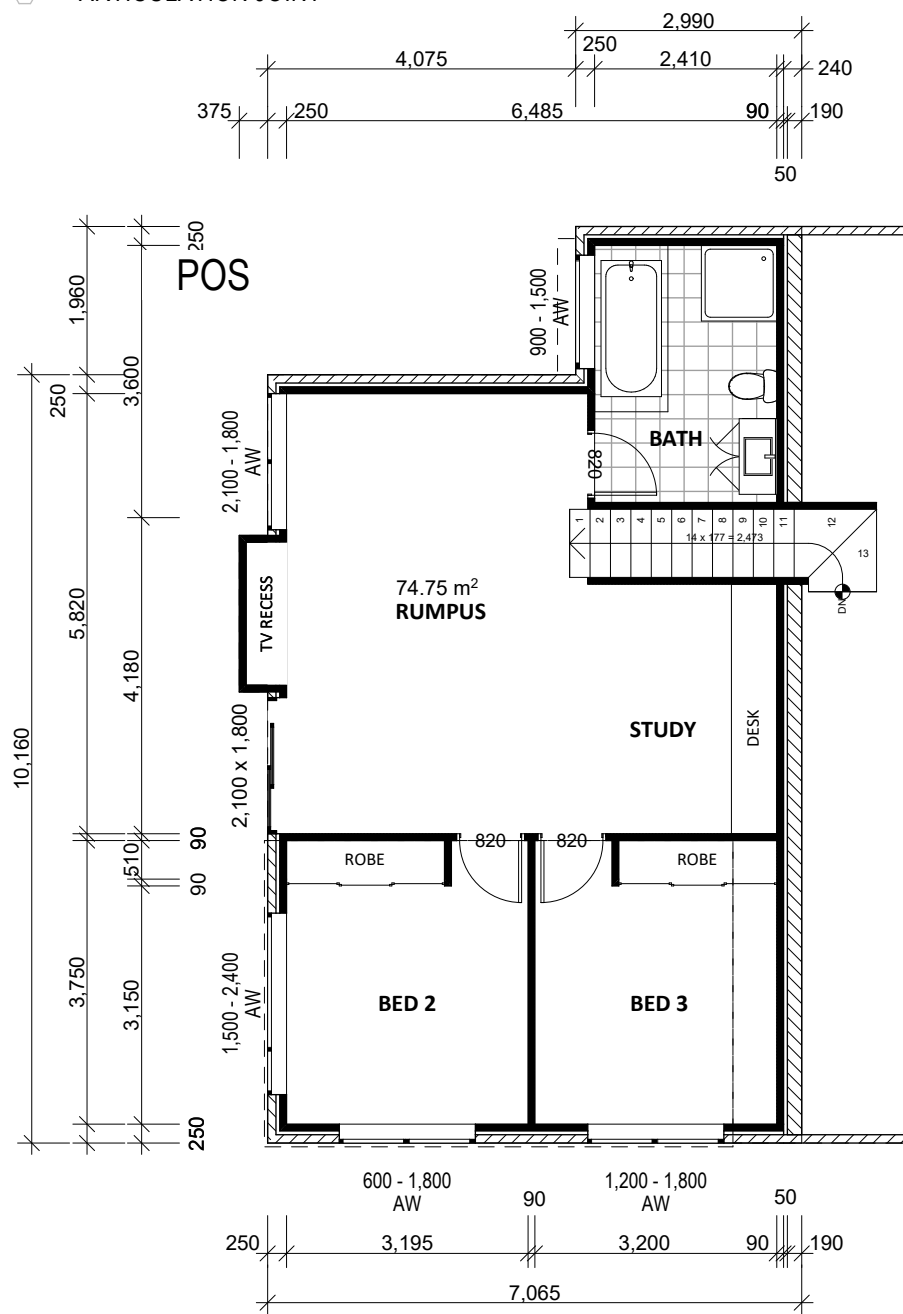 2,990
250
4,075
2,410
240
375
250
6,485
90
190
50
250
POS
1,960
900 - 1,500
AW
3,600
250
2,100 - 1,800
AW
BATH
820
1 2 3 4 5 6 7 8 9 10 11 12
14 x 177 = 2,473
13
DN
74.75 m²
RUMPUS
TV RECESS
5,820
4,180
STUDY
DESK
10,160
2,100 x 1,800
90
510
90
820
820
ROBE
ROBE
3,750
3,150
1,500 - 2,400
AW
BED 2
BED 3
250
600 - 1,800
AW
90
1,200 - 1,800
AW
50
250
3,195
3,200
90
190
7,065